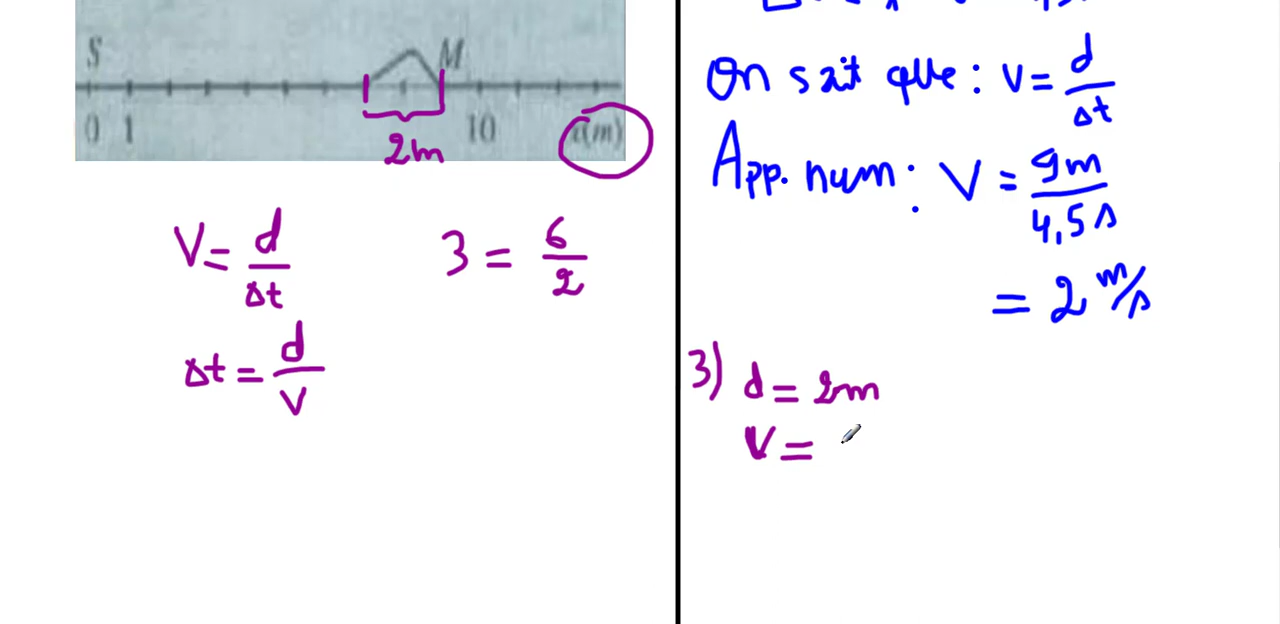 S M
0 1 10 x(m)
2m
V = d/Δt 3 = 6/2
Δt = d/V
On sait que : V = d/Δt
App. num : V = 9m/4,5s
= 2 m/s
3) d = 2m
V =